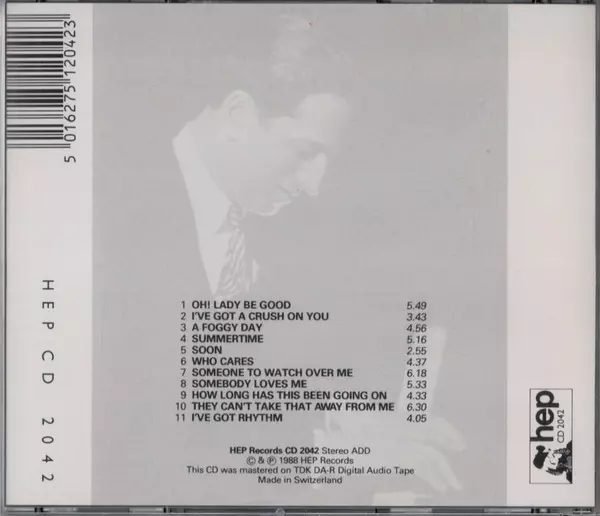 5 016275 120423
HEP CD 2042
1 OH! LADY BE GOOD 5.49
2 I'VE GOT A CRUSH ON YOU 3.43
3 A FOGGY DAY 4.56
4 SUMMERTIME 5.16
5 SOON 2.55
6 WHO CARES 4.37
7 SOMEONE TO WATCH OVER ME 6.18
8 SOMEBODY LOVES ME 5.33
9 HOW LONG HAS THIS BEEN GOING ON 4.33
10 THEY CAN'T TAKE THAT AWAY FROM ME 6.30
11 I'VE GOT RHYTHM 4.05
HEP Records CD 2042 Stereo ADD
© & ℗ 1988 HEP Records
This CD was mastered on TDK DA-R Digital Audio Tape
Made in Switzerland
hep
CD 2042